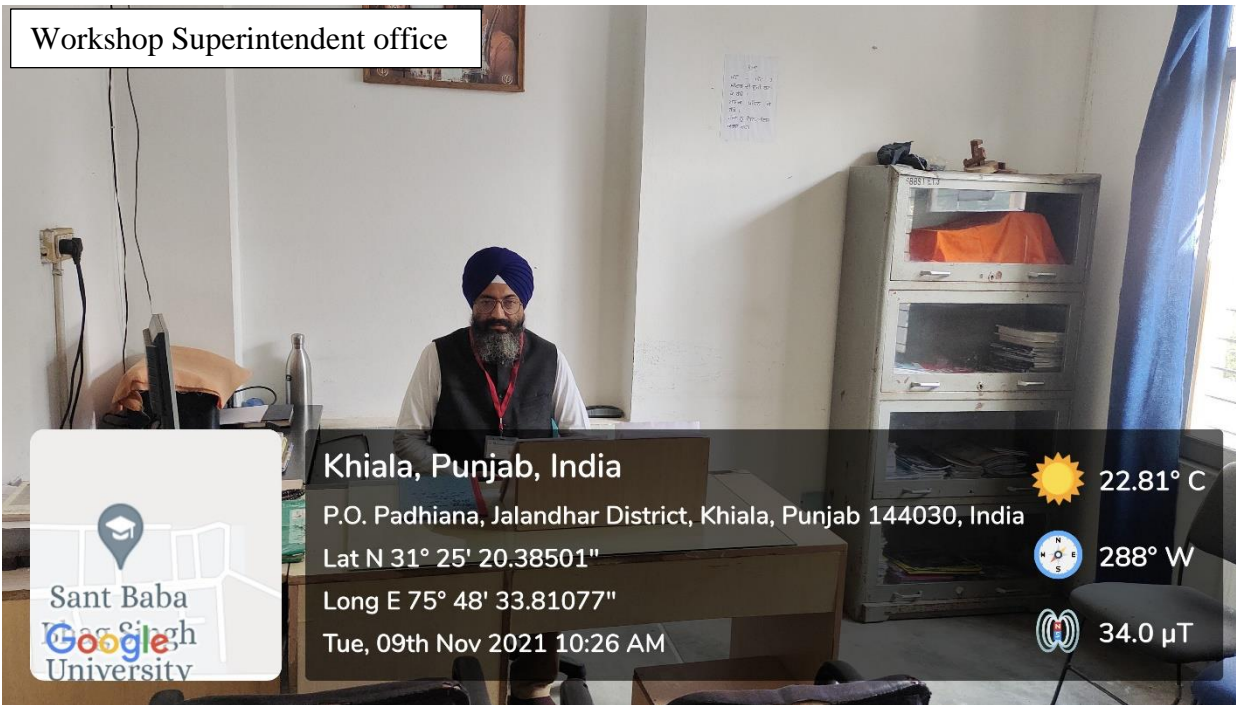 Workshop Superintendent office
Khiala, Punjab, India
P.O. Padhiana, Jalandhar District, Khiala, Punjab 144030, India
Lat N 31° 25' 20.38501"
Long E 75° 48' 33.81077"
Tue, 09th Nov 2021 10:26 AM
22.81° C
288° W
34.0 µT
Sant Baba
Bhag Singh
University
Google
N
W
E
S